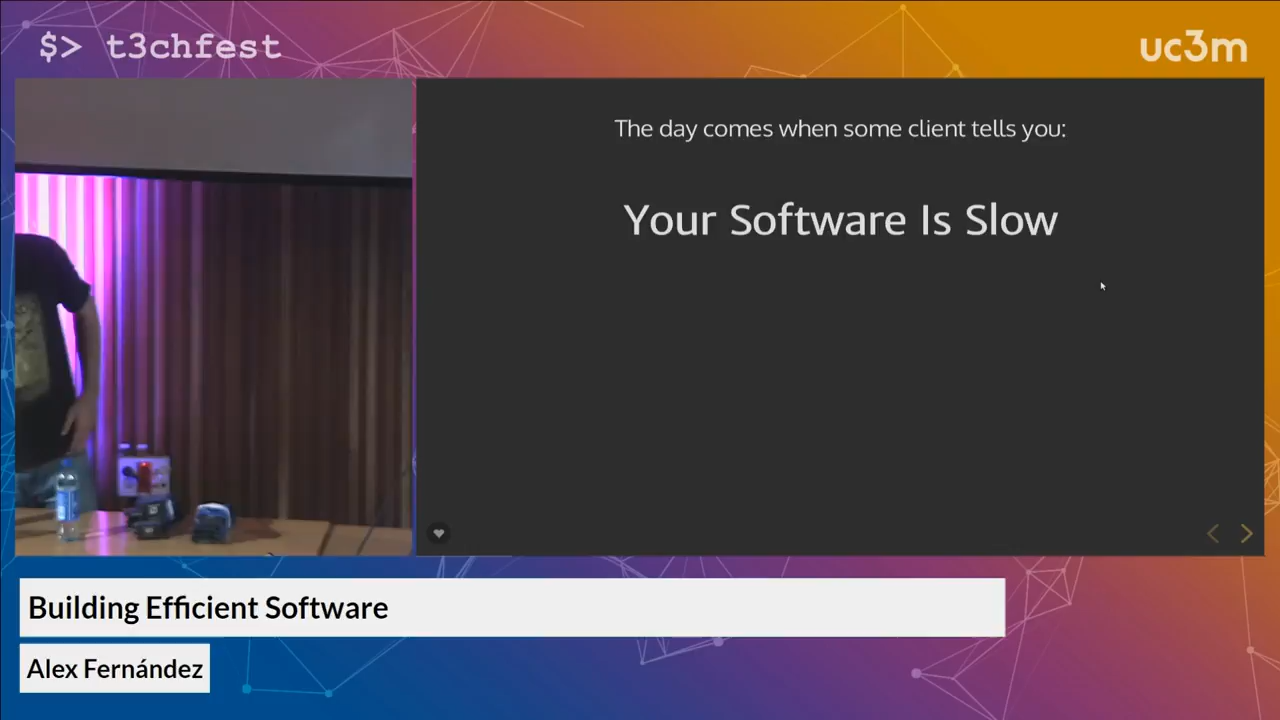 $> t3chfest
uc3m
The day comes when some client tells you:
Your Software Is Slow
Building Efficient Software
Alex Fernández